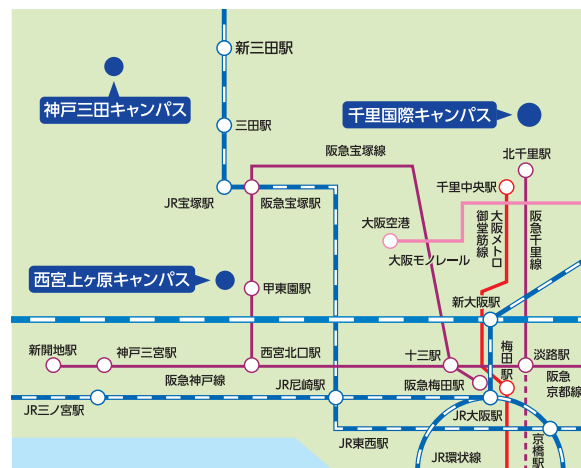 新三田駅
神戸三田キャンパス
千里国際キャンパス
三田駅
阪急宝塚線
北千里駅
千里中央駅
JR宝塚駅
阪急宝塚駅
大阪空港
大阪メトロ
御堂筋線
阪急千里線
大阪モノレール
西宮上ヶ原キャンパス
甲東園駅
新大阪駅
新開地駅
神戸三宮駅
西宮北口駅
十三駅
梅田駅
淡路駅
阪急神戸線
JR尼崎駅
阪急梅田駅
阪急
京都線
JR三ノ宮駅
JR大阪駅
JR東西線
京橋駅
JR環状線